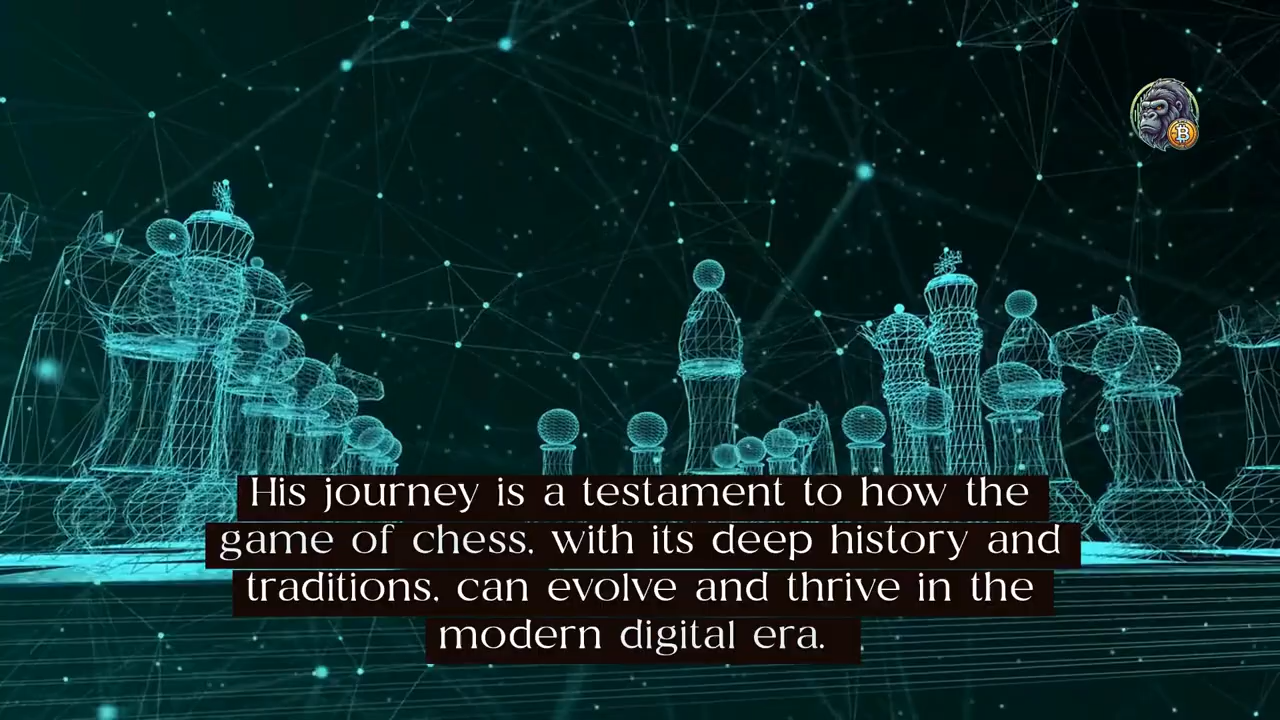 His journey is a testament to how the
game of chess, with its deep history and
traditions, can evolve and thrive in the
modern digital era.